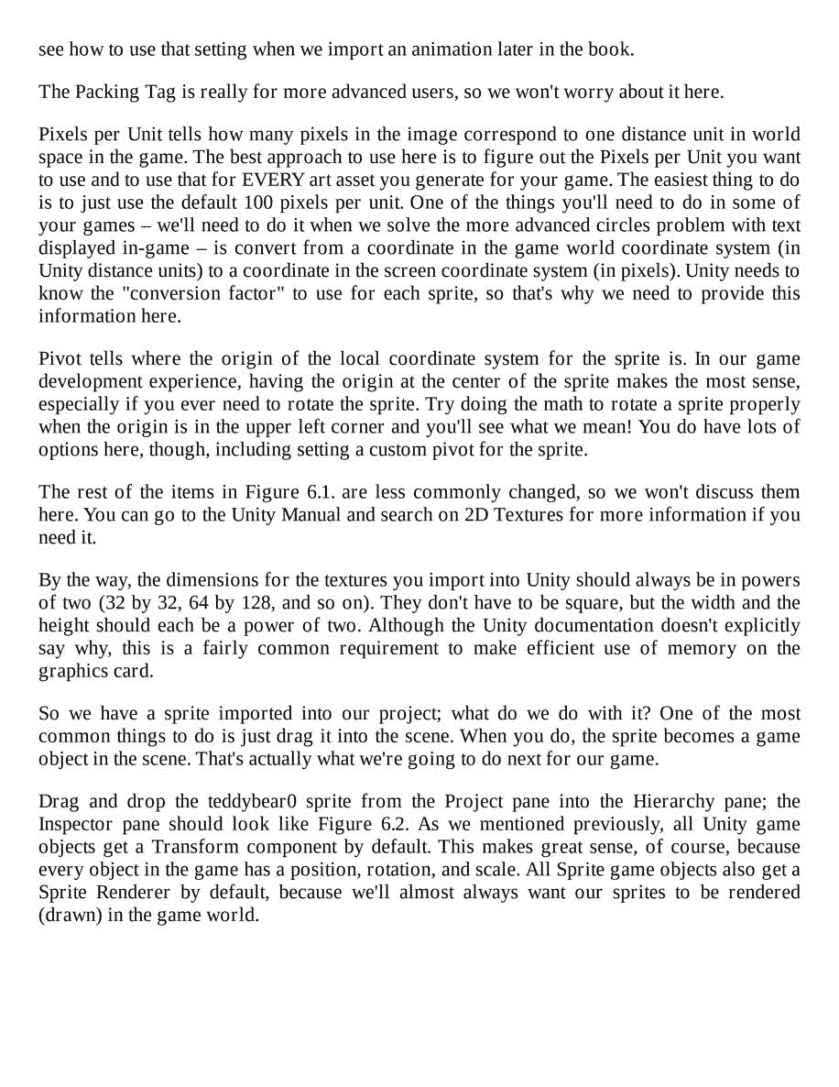 see how to use that setting when we import an animation later in the book.
The Packing Tag is really for more advanced users, so we won't worry about it here.
Pixels per Unit tells how many pixels in the image correspond to one distance unit in world
space in the game. The best approach to use here is to figure out the Pixels per Unit you want
to use and to use that for EVERY art asset you generate for your game. The easiest thing to do
is to just use the default 100 pixels per unit. One of the things you'll need to do in some of
your games – we'll need to do it when we solve the more advanced circles problem with text
displayed in-game – is convert from a coordinate in the game world coordinate system (in
Unity distance units) to a coordinate in the screen coordinate system (in pixels). Unity needs to
know the "conversion factor" to use for each sprite, so that's why we need to provide this
information here.
Pivot tells where the origin of the local coordinate system for the sprite is. In our game
development experience, having the origin at the center of the sprite makes the most sense,
especially if you ever need to rotate the sprite. Try doing the math to rotate a sprite properly
when the origin is in the upper left corner and you'll see what we mean! You do have lots of
options here, though, including setting a custom pivot for the sprite.
The rest of the items in Figure 6.1. are less commonly changed, so we won't discuss them
here. You can go to the Unity Manual and search on 2D Textures for more information if you
need it.
By the way, the dimensions for the textures you import into Unity should always be in powers
of two (32 by 32, 64 by 128, and so on). They don't have to be square, but the width and the
height should each be a power of two. Although the Unity documentation doesn't explicitly
say why, this is a fairly common requirement to make efficient use of memory on the
graphics card.
So we have a sprite imported into our project; what do we do with it? One of the most
common things to do is just drag it into the scene. When you do, the sprite becomes a game
object in the scene. That's actually what we're going to do next for our game.
Drag and drop the teddybear0 sprite from the Project pane into the Hierarchy pane; the
Inspector pane should look like Figure 6.2. As we mentioned previously, all Unity game
objects get a Transform component by default. This makes great sense, of course, because
every object in the game has a position, rotation, and scale. All Sprite game objects also get a
Sprite Renderer by default, because we'll almost always want our sprites to be rendered
(drawn) in the game world.